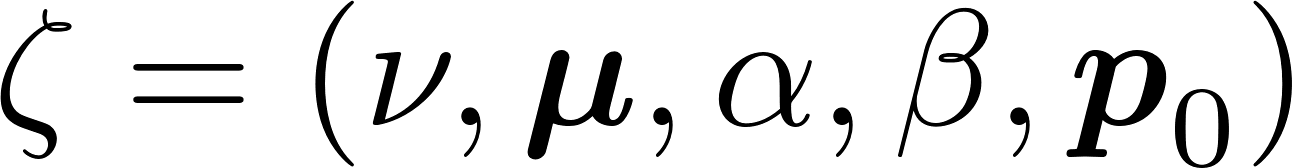 ζ = (ν, 𝝁, α, β, 𝒑₀)